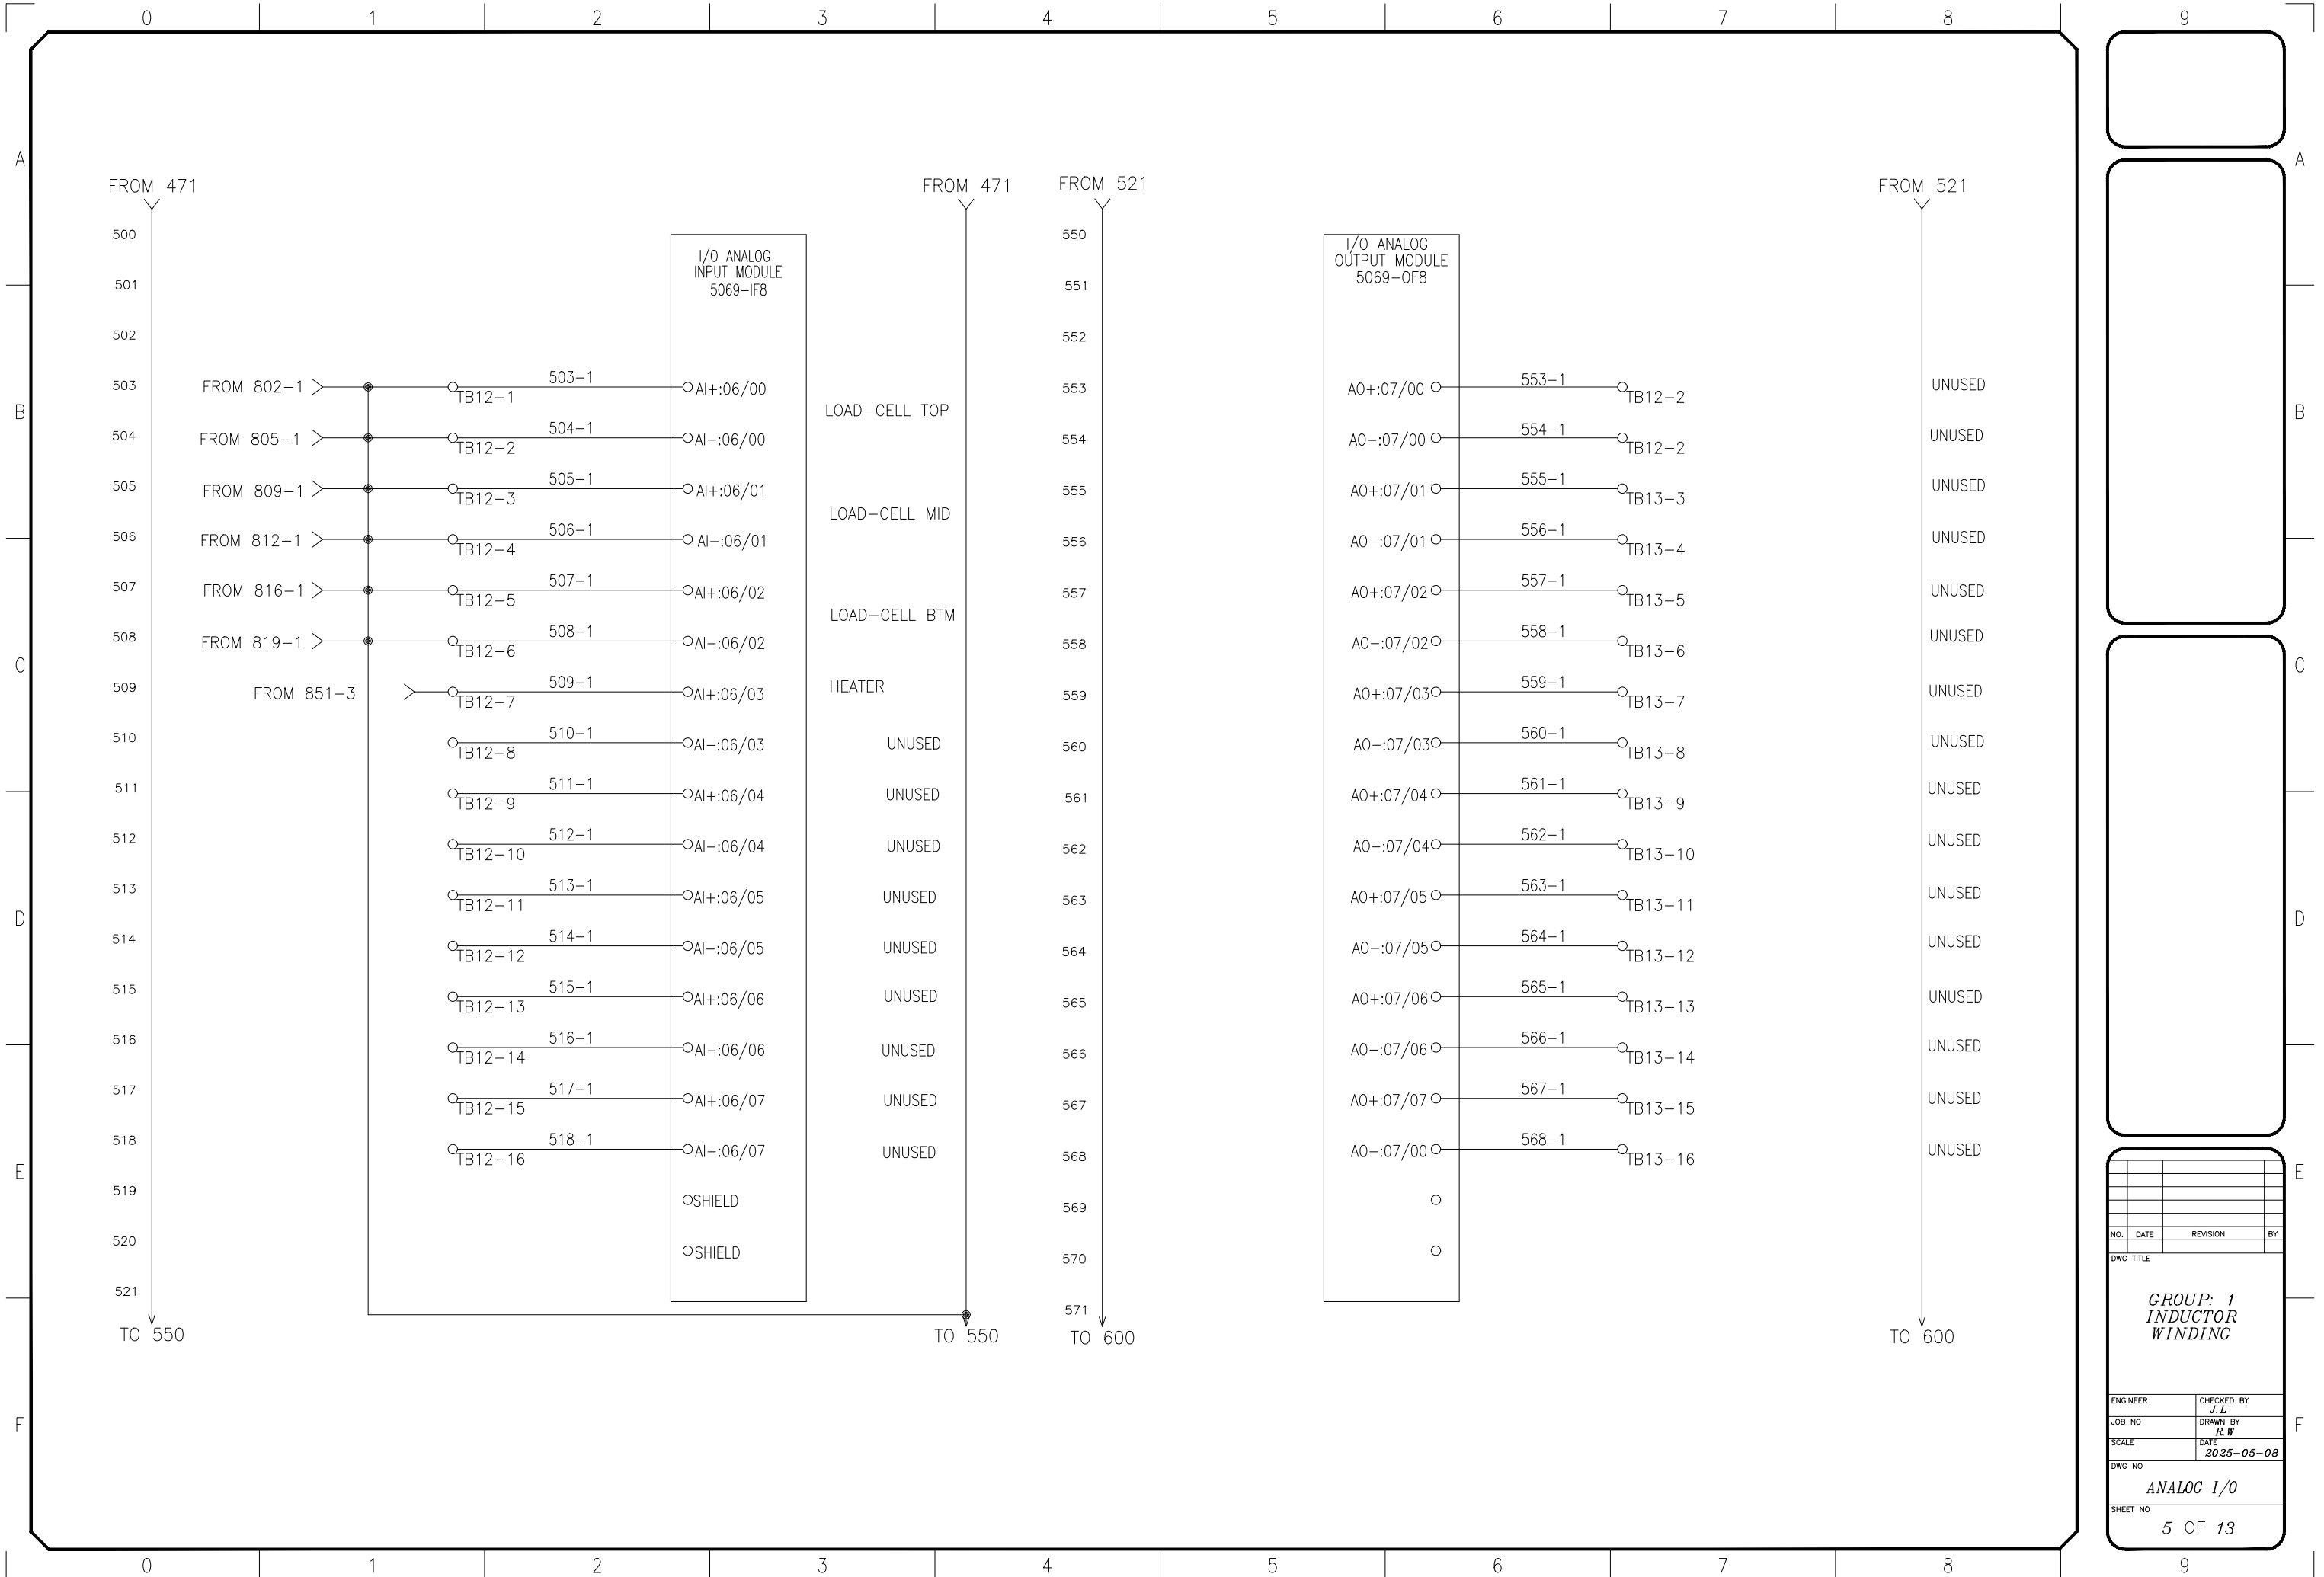 0 1 2 3 4 5 6 7 8 9
A A
B B
C C
D D
E E
F F
FROM 471 FROM 471
500
501
502
503
504
505
506
507
508
509
510
511
512
513
514
515
516
517
518
519
520
521
TO 550 TO 550
I/O ANALOG
INPUT MODULE
5069-IF8
FROM 802-1 TB12-1 503-1 AI+:06/00
LOAD-CELL TOP
FROM 805-1 TB12-2 504-1 AI-:06/00
FROM 809-1 TB12-3 505-1 AI+:06/01
LOAD-CELL MID
FROM 812-1 TB12-4 506-1 AI-:06/01
FROM 816-1 TB12-5 507-1 AI+:06/02
LOAD-CELL BTM
FROM 819-1 TB12-6 508-1 AI-:06/02
FROM 851-3 TB12-7 509-1 AI+:06/03 HEATER
TB12-8 510-1 AI-:06/03 UNUSED
TB12-9 511-1 AI+:06/04 UNUSED
TB12-10 512-1 AI-:06/04 UNUSED
TB12-11 513-1 AI+:06/05 UNUSED
TB12-12 514-1 AI-:06/05 UNUSED
TB12-13 515-1 AI+:06/06 UNUSED
TB12-14 516-1 AI-:06/06 UNUSED
TB12-15 517-1 AI+:06/07 UNUSED
TB12-16 518-1 AI-:06/07 UNUSED
SHIELD
SHIELD
FROM 521 FROM 521
550
551
552
553
554
555
556
557
558
559
560
561
562
563
564
565
566
567
568
569
570
571
TO 600 TO 600
I/O ANALOG
OUTPUT MODULE
5069-OF8
AO+:07/00 553-1 TB12-2 UNUSED
AO-:07/00 554-1 TB12-2 UNUSED
AO+:07/01 555-1 TB13-3 UNUSED
AO-:07/01 556-1 TB13-4 UNUSED
AO+:07/02 557-1 TB13-5 UNUSED
AO-:07/02 558-1 TB13-6 UNUSED
AO+:07/03 559-1 TB13-7 UNUSED
AO-:07/03 560-1 TB13-8 UNUSED
AO+:07/04 561-1 TB13-9 UNUSED
AO-:07/04 562-1 TB13-10 UNUSED
AO+:07/05 563-1 TB13-11 UNUSED
AO-:07/05 564-1 TB13-12 UNUSED
AO+:07/06 565-1 TB13-13 UNUSED
AO-:07/06 566-1 TB13-14 UNUSED
AO+:07/07 567-1 TB13-15 UNUSED
AO-:07/00 568-1 TB13-16 UNUSED
NO. DATE REVISION BY
DWG TITLE
GROUP: 1
INDUCTOR
WINDING
ENGINEER CHECKED BY
J.L
JOB NO DRAWN BY
R.W
SCALE DATE
2025-05-08
DWG NO
ANALOG I/O
SHEET NO
5 OF 13
0 1 2 3 4 5 6 7 8 9